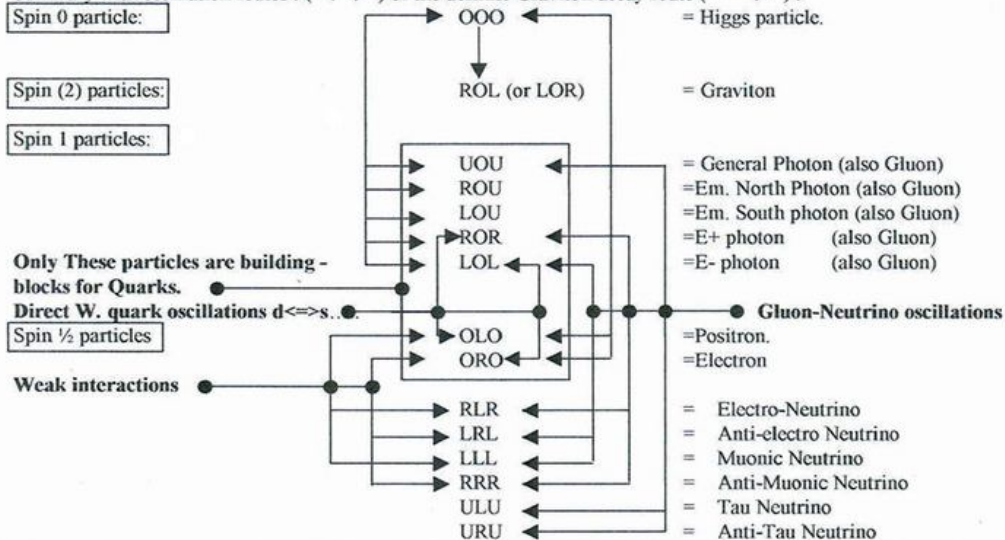 Spin 0 particle: OOO = Higgs particle.
Spin (2) particles: ROL (or LOR) = Graviton
Spin 1 particles:
UOU = General Photon (also Gluon)
ROU =Em. North Photon (also Gluon)
LOU =Em. South photon (also Gluon)
ROR =E+ photon (also Gluon)
Only These particles are building - LOL =E- photon (also Gluon)
blocks for Quarks.
Direct W. quark oscillations d<=>s... Gluon-Neutrino oscillations
Spin ½ particles OLO =Positron.
ORO =Electron
Weak interactions
RLR = Electro-Neutrino
LRL = Anti-electro Neutrino
LLL = Muonic Neutrino
RRR = Anti-Muonic Neutrino
ULU = Tau Neutrino
URU = Anti-Tau Neutrino